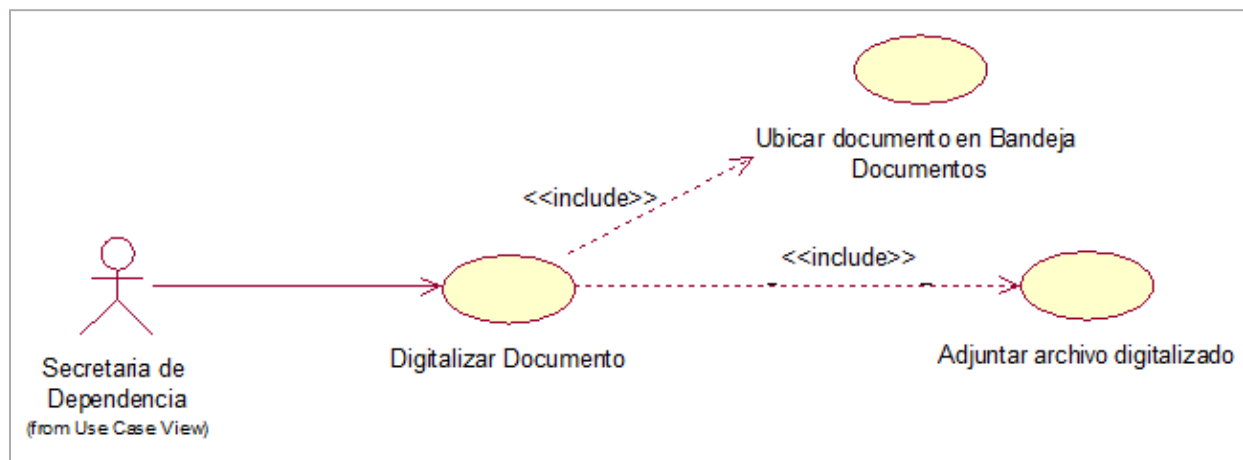 Ubicar documento en Bandeja
Documentos
<<include>>
<<include>>
Digitalizar Documento
Adjuntar archivo digitalizado
Secretaria de
Dependencia
(from Use Case View)